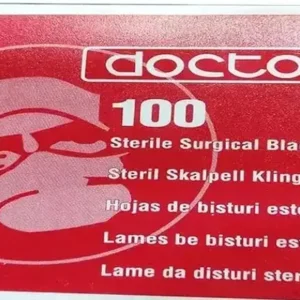 docto
100
Sterile Surgical Bla
Steril Skalpell Kling
Hojas de bisturi est
Lames be bisturi es
Lame da disturi ster